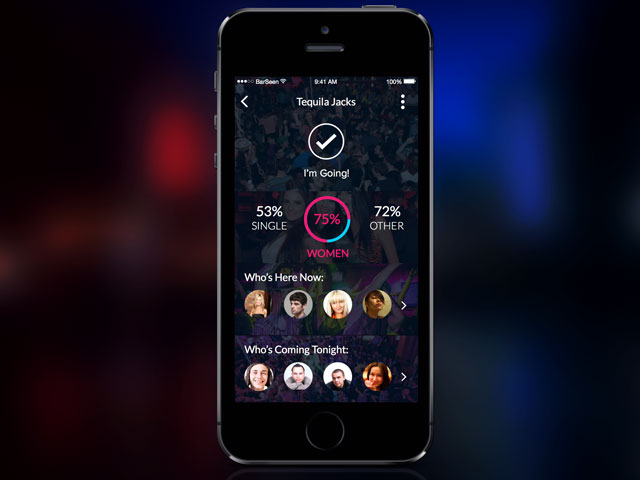 BarSeen 9:41 AM 100%
Tequila Jacks
I'm Going!
53% 75% 72%
SINGLE OTHER
WOMEN
Who's Here Now:
Who's Coming Tonight: